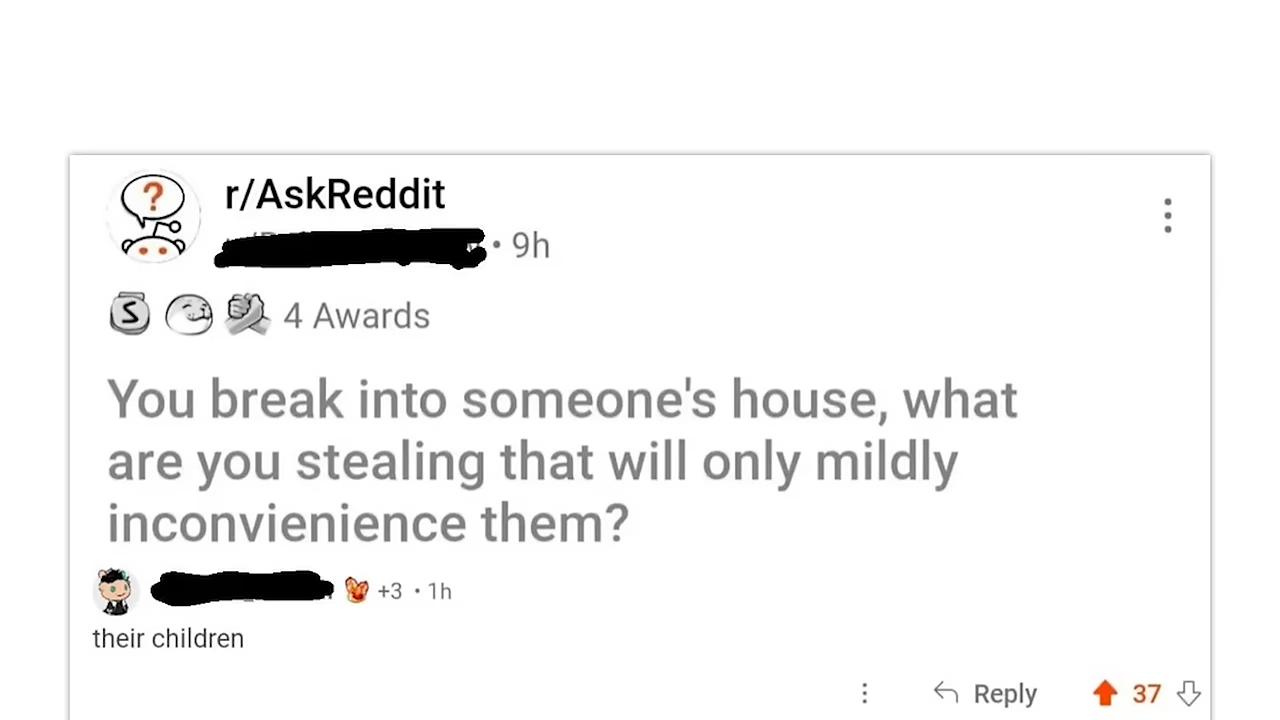 r/AskReddit
• 9h
4 Awards
You break into someone's house, what
are you stealing that will only mildly
inconvienience them?
+3 • 1h
their children
Reply 37